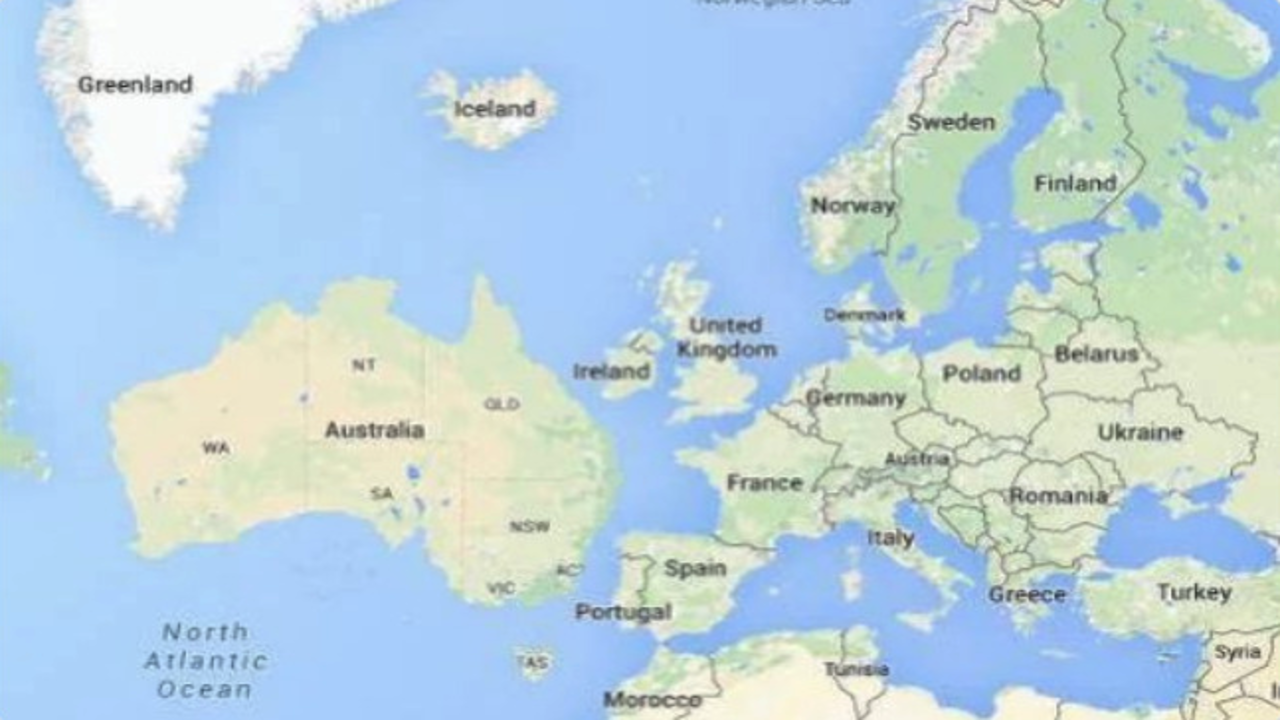 Norwegian Sea
Greenland
Iceland
Sweden
Finland
Norway
Denmark
United
Kingdom
Ireland
Belarus
Poland
Germany
NT
QLD
Australia
WA
Ukraine
Austria
France
SA
Romania
NSW
Italy
Spain
AC
VIC
Portugal
Greece
Turkey
North
Atlantic
Ocean
TAS
Syria
Tunisia
Morocco